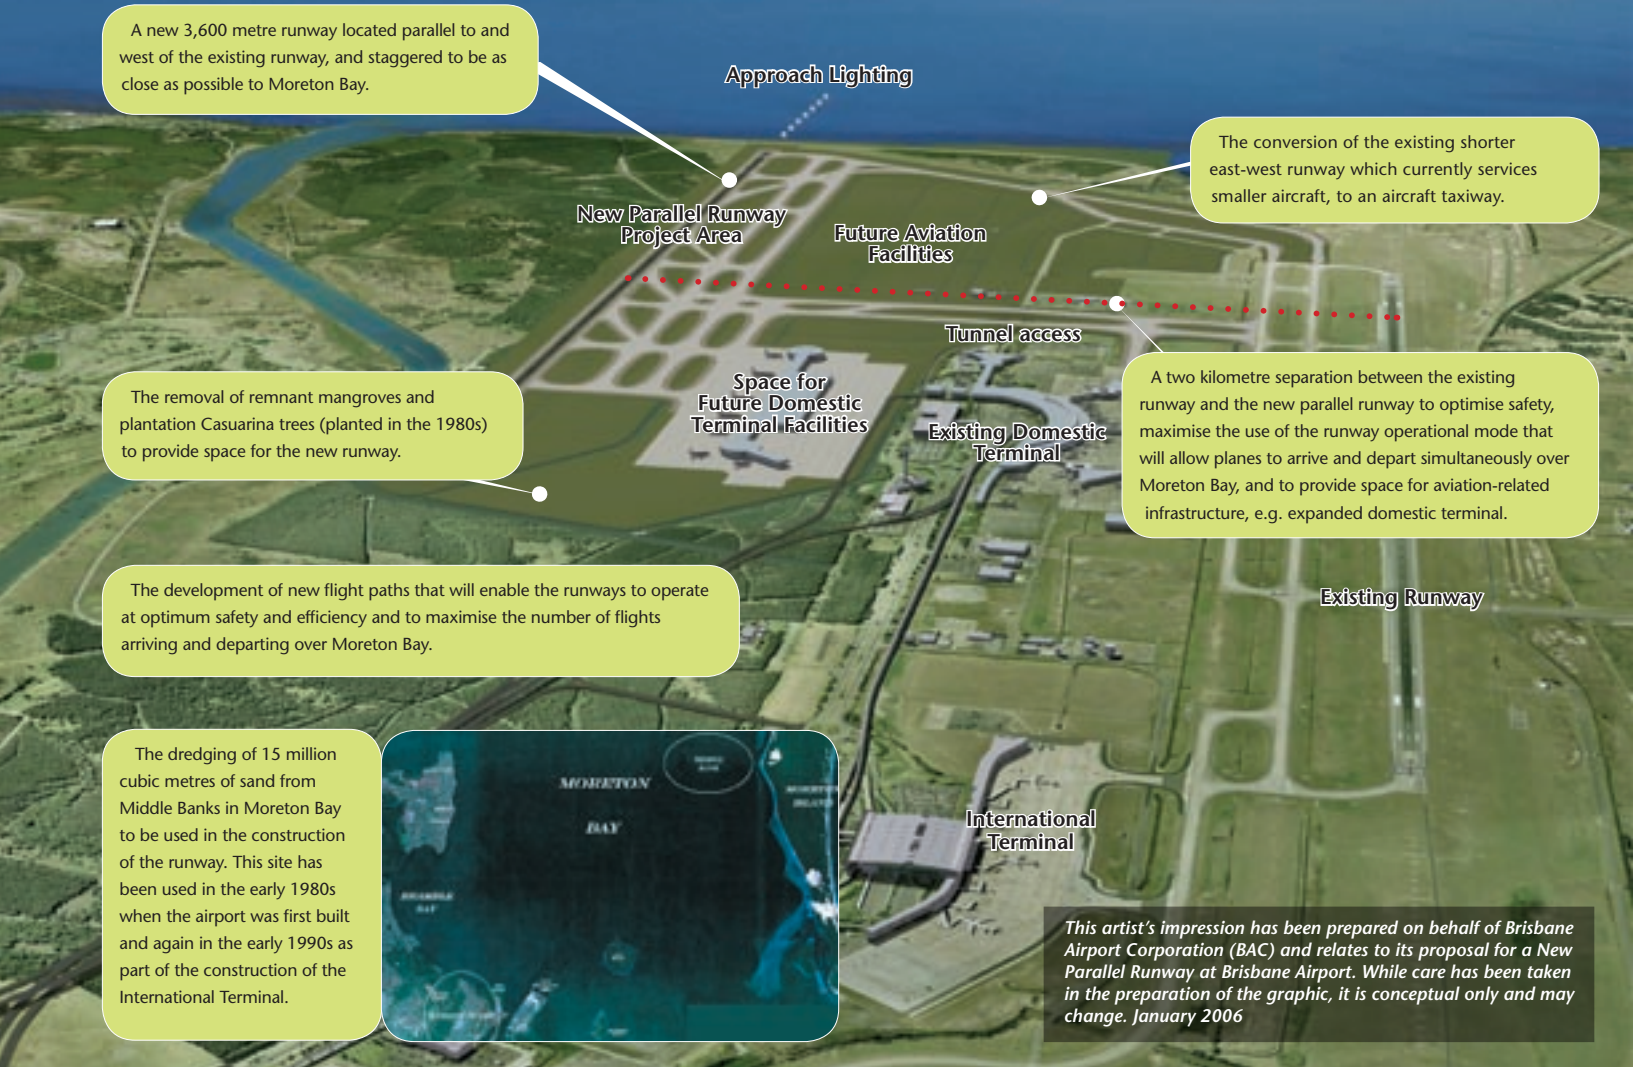 A new 3,600 metre runway located parallel to and
west of the existing runway, and staggered to be as
close as possible to Moreton Bay.
Approach Lighting
The conversion of the existing shorter
east-west runway which currently services
smaller aircraft, to an aircraft taxiway.
New Parallel Runway
Project Area
Future Aviation
Facilities
Tunnel access
Space for
Future Domestic
Terminal Facilities
Existing Domestic
Terminal
The removal of remnant mangroves and
plantation Casuarina trees (planted in the 1980s)
to provide space for the new runway.
A two kilometre separation between the existing
runway and the new parallel runway to optimise safety,
maximise the use of the runway operational mode that
will allow planes to arrive and depart simultaneously over
Moreton Bay, and to provide space for aviation-related
infrastructure, e.g. expanded domestic terminal.
The development of new flight paths that will enable the runways to operate
at optimum safety and efficiency and to maximise the number of flights
arriving and departing over Moreton Bay.
Existing Runway
The dredging of 15 million
cubic metres of sand from
Middle Banks in Moreton Bay
to be used in the construction
of the runway. This site has
been used in the early 1980s
when the airport was first built
and again in the early 1990s as
part of the construction of the
International Terminal.
MORETON
BAY
International
Terminal
This artist's impression has been prepared on behalf of Brisbane
Airport Corporation (BAC) and relates to its proposal for a New
Parallel Runway at Brisbane Airport. While care has been taken
in the preparation of the graphic, it is conceptual only and may
change. January 2006